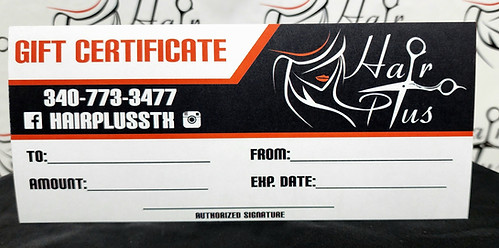 GIFT CERTIFICATE
Hair
Plus
340-773-3477
HAIRPLUSSTX
TO:
FROM:
AMOUNT:
EXP. DATE:
AUTHORIZED SIGNATURE